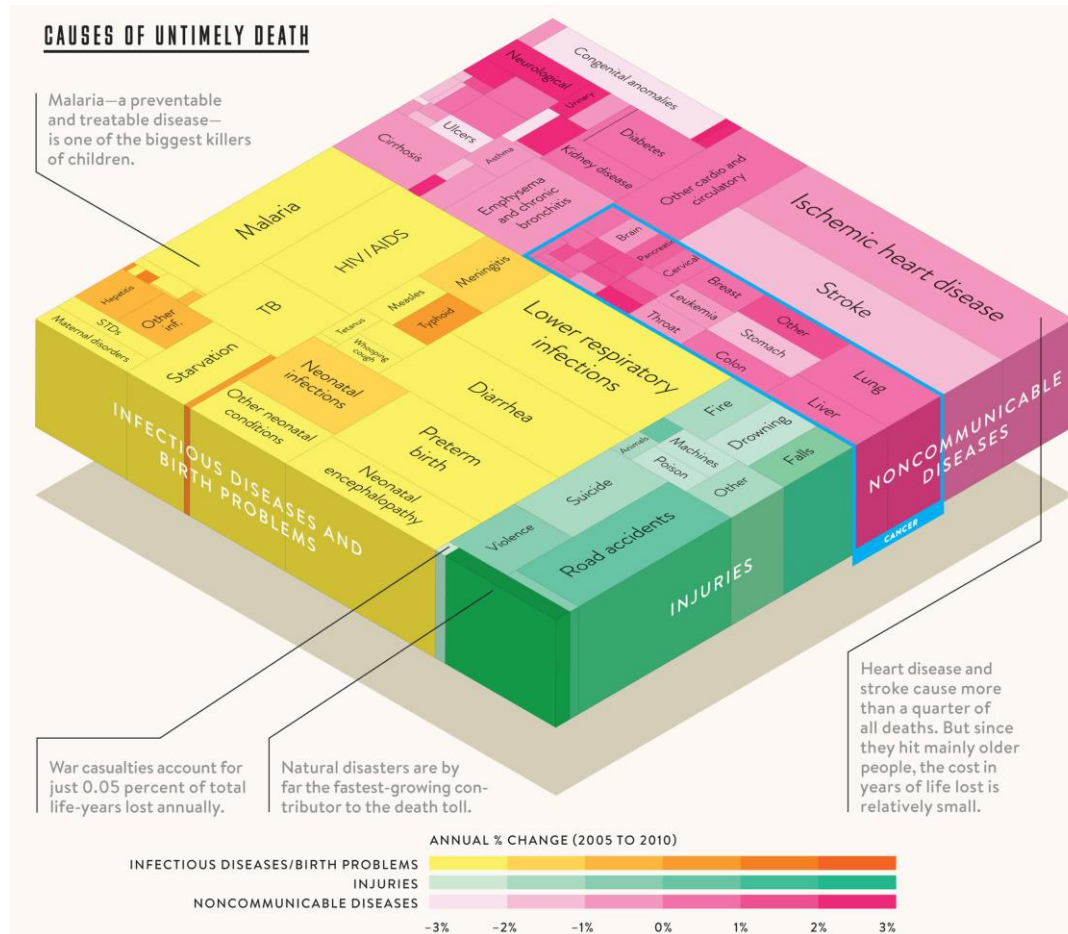 CAUSES OF UNTIMELY DEATH
Malaria—a preventable
and treatable disease—
is one of the biggest killers
of children.
Congenital anomalies
Neurological
Urinary
Diabetes
Kidney disease
Other cardio and
circulatory
Ulcers
Cirrhosis
Asthma
Emphysema
and chronic
bronchitis
Ischemic heart disease
Stroke
Brain
Pancreatic
Cervical
Breast
Other
Leukemia
Throat
Stomach
Colon
Lung
Liver
Malaria
HIV/AIDS
TB
Meningitis
Measles
Typhoid
Tetanus
Whooping
cough
Hepatitis
Other
inf.
STDs
Maternal disorders
Starvation
Lower respiratory
infections
Diarrhea
Neonatal
infections
Other neonatal
conditions
Preterm
birth
Neonatal
encephalopathy
Fire
Drowning
Falls
Animals
Machines
Poison
Other
Suicide
Violence
Road accidents
INFECTIOUS DISEASES AND
BIRTH PROBLEMS
INJURIES
NONCOMMUNICABLE
DISEASES
CANCER
War casualties account for
just 0.05 percent of total
life-years lost annually.
Natural disasters are by
far the fastest-growing con-
tributor to the death toll.
Heart disease and
stroke cause more
than a quarter of
all deaths. But since
they hit mainly older
people, the cost in
years of life lost is
relatively small.
ANNUAL % CHANGE (2005 TO 2010)
INFECTIOUS DISEASES/BIRTH PROBLEMS
INJURIES
NONCOMMUNICABLE DISEASES
–3% –2% –1% 0% 1% 2% 3%